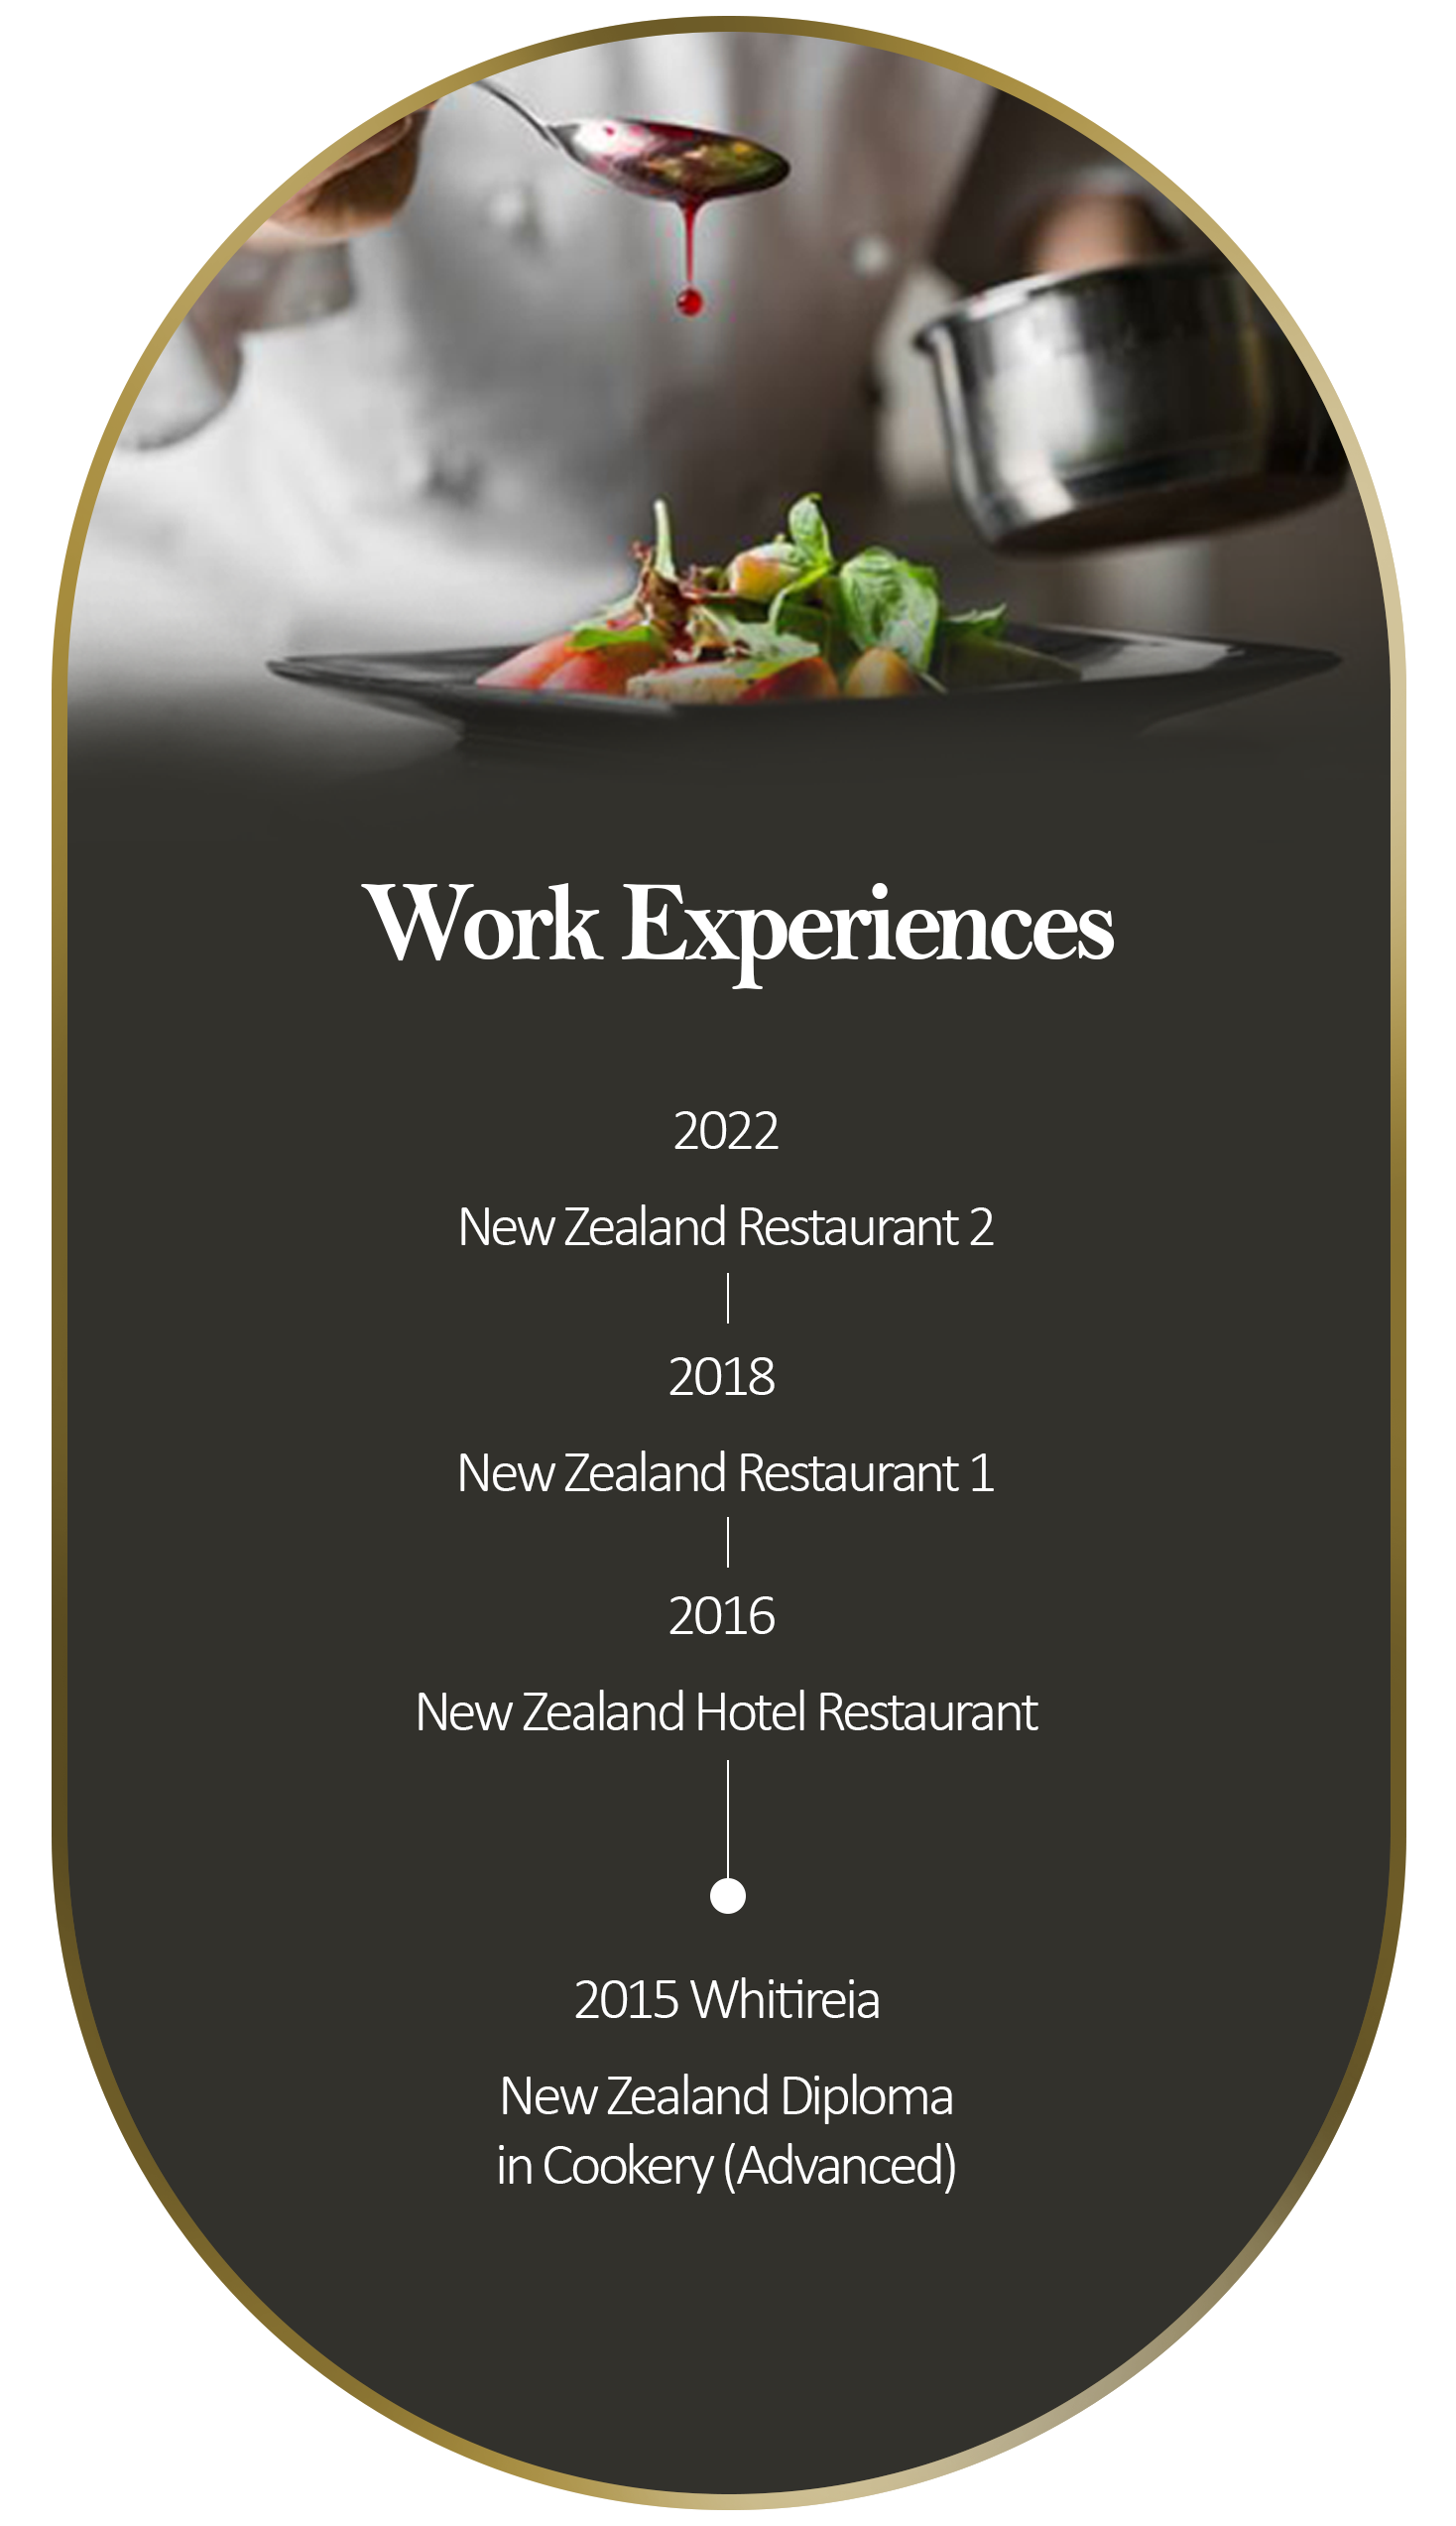 Work Experiences
2022
New Zealand Restaurant 2
2018
New Zealand Restaurant 1
2016
New Zealand Hotel Restaurant
2015 Whitireia
New Zealand Diploma
in Cookery (Advanced)